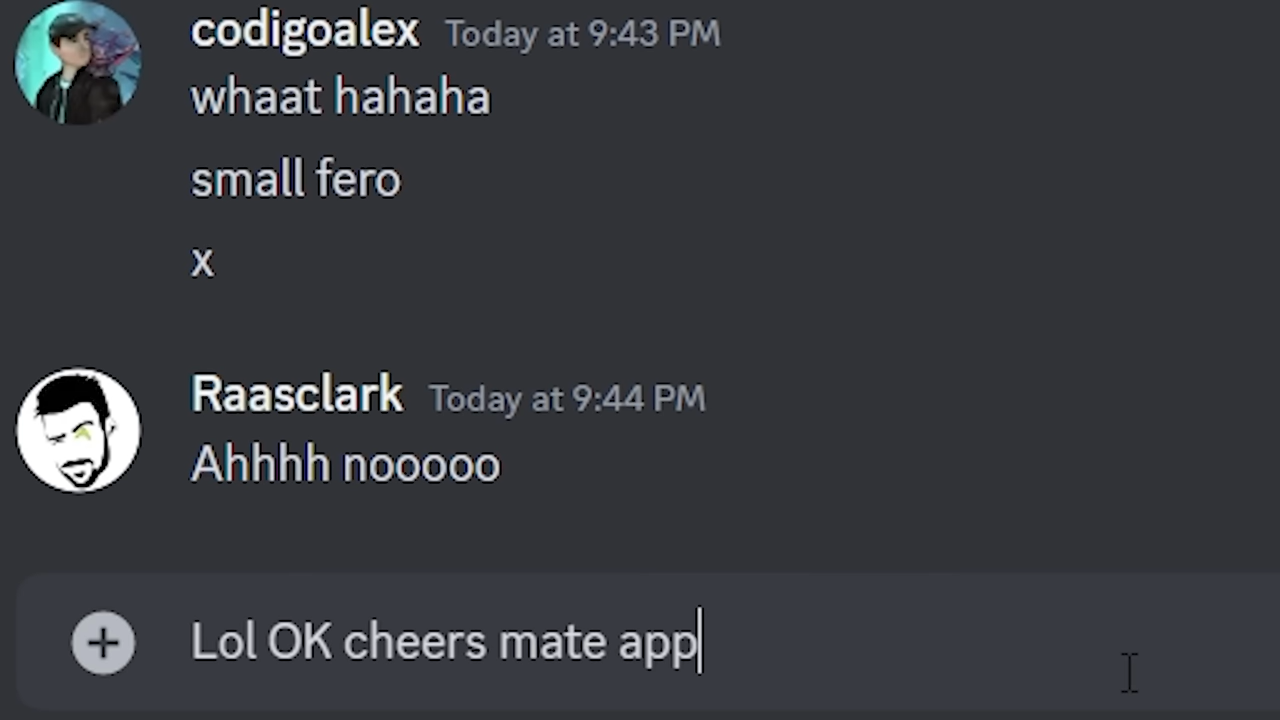 codigoalex Today at 9:43 PM
whaat hahaha
small fero
x
Raasclark Today at 9:44 PM
Ahhhh nooooo
Lol OK cheers mate app